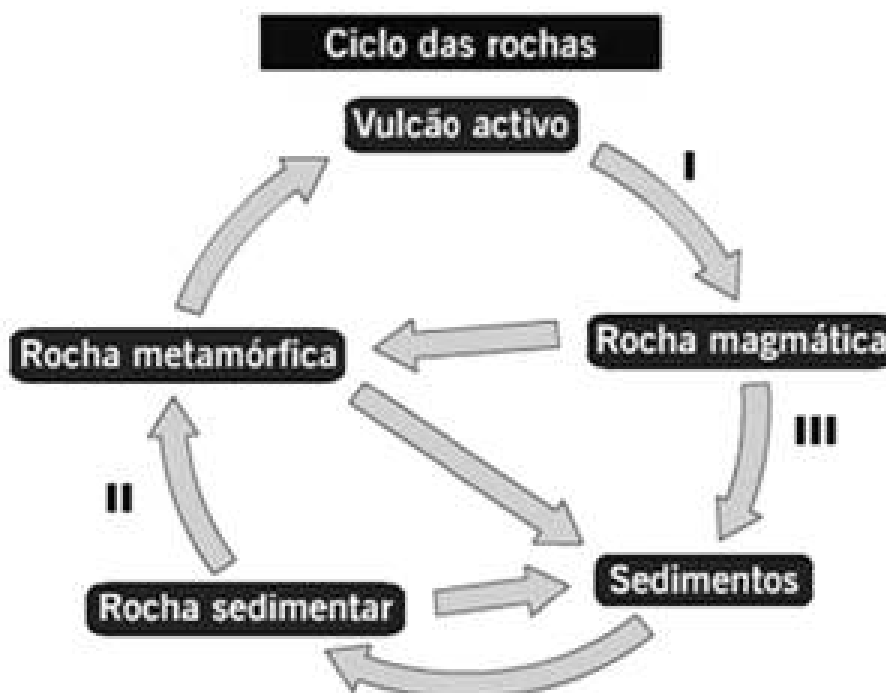 Ciclo das rochas
Vulcão activo
I
Rocha metamórfica
Rocha magmática
III
II
Rocha sedimentar
Sedimentos